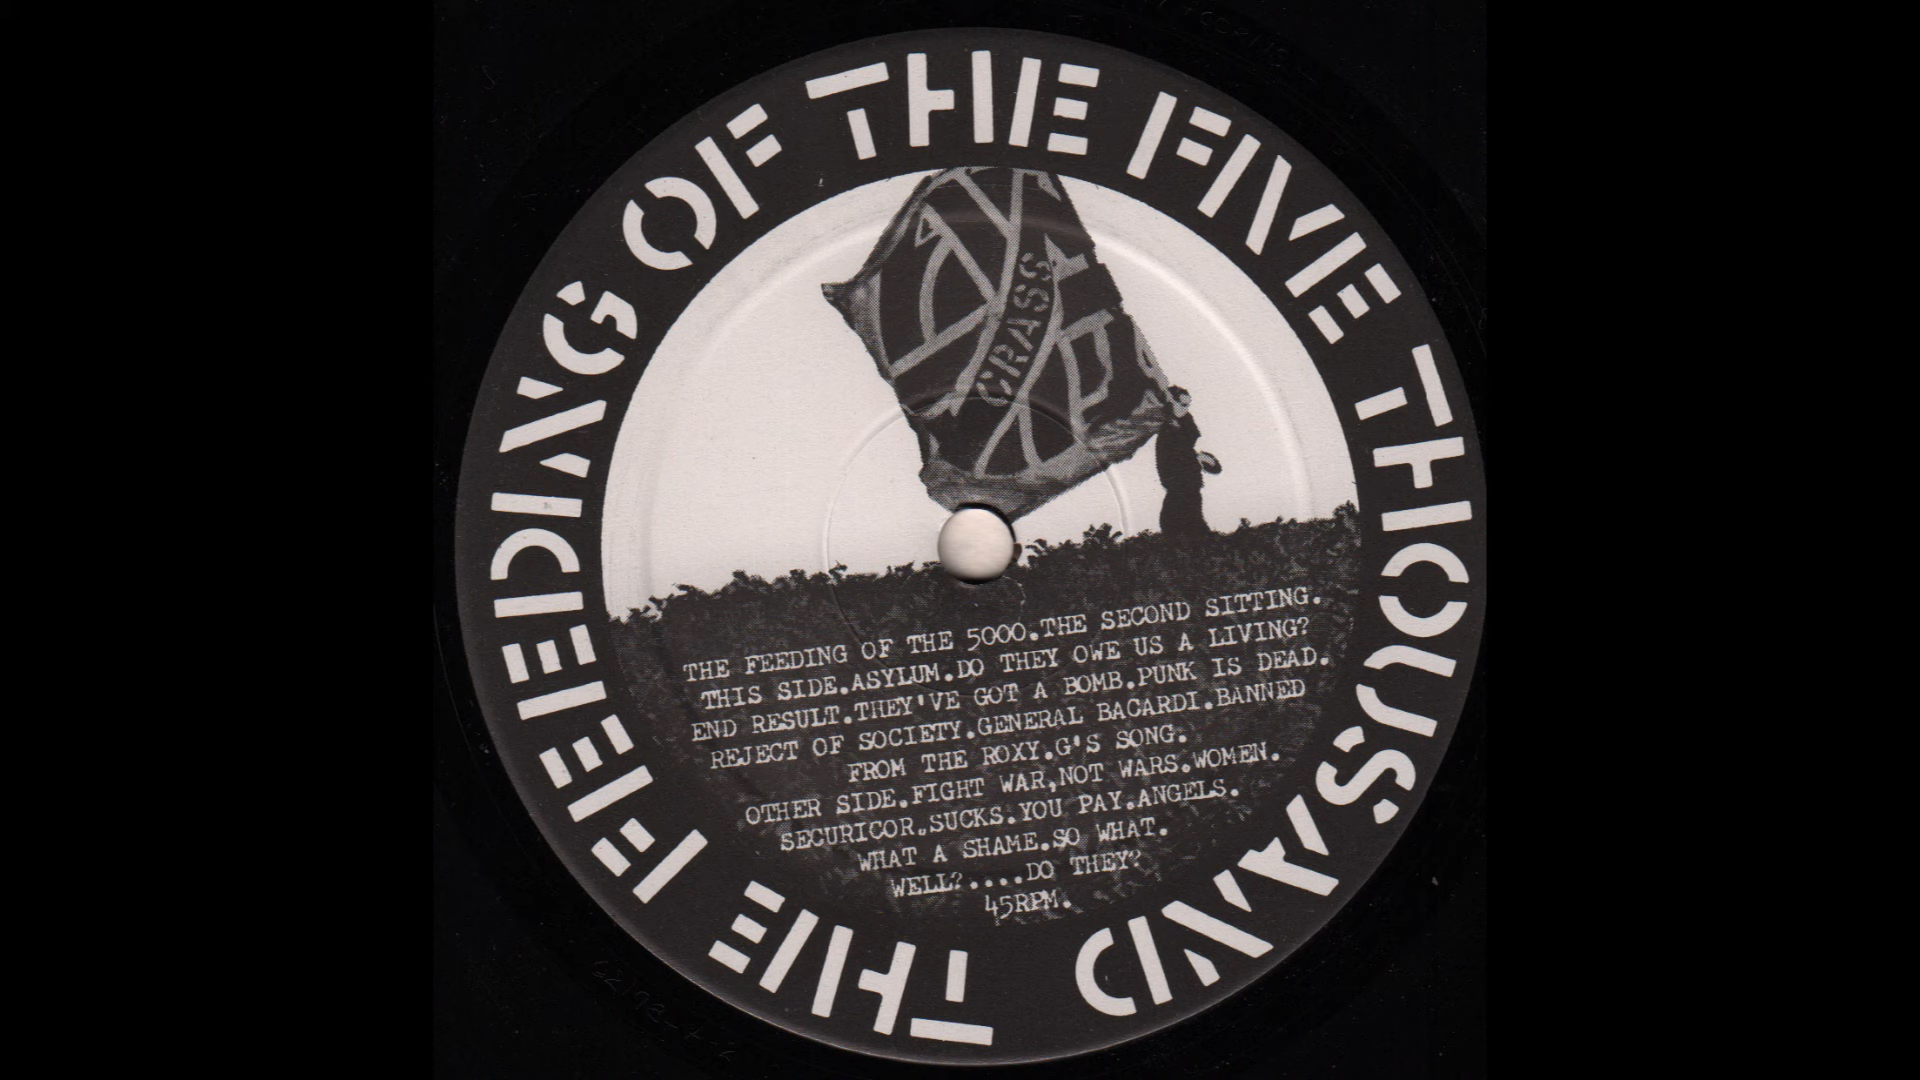 THE FEEDING OF THE FIVE THOUSAND
CRASS
THE FEEDING OF THE 5000.THE SECOND SITTING.
THIS SIDE.ASYLUM.DO THEY OWE US A LIVING?
END RESULT.THEY'VE GOT A BOMB.PUNK IS DEAD.
REJECT OF SOCIETY.GENERAL BACARDI.BANNED
FROM THE ROXY.G'S SONG.
OTHER SIDE.FIGHT WAR,NOT WARS.WOMEN.
SECURICOR.SUCKS.YOU PAY.ANGELS.
WHAT A SHAME.SO WHAT.
WELL?....DO THEY?
45RPM.